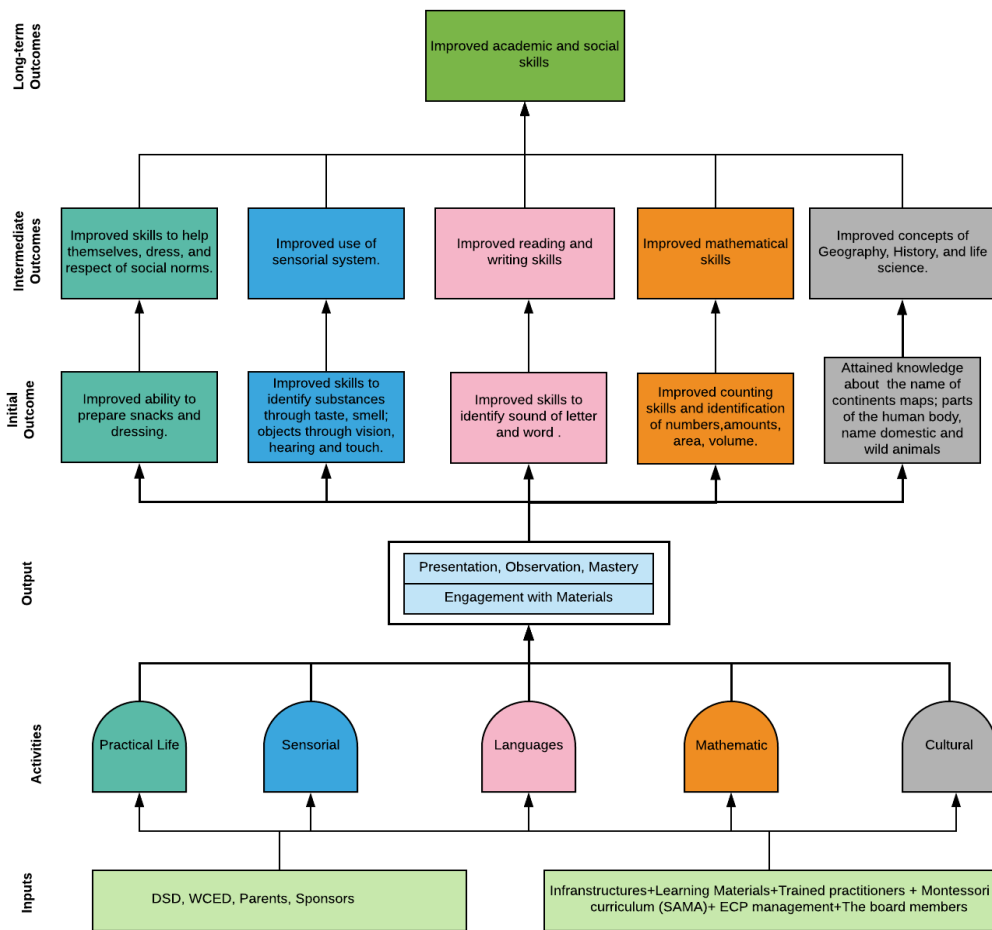 Long-term
Outcomes
Improved academic and social
skills
Intermediate
Outcomes
Improved skills to help
themselves, dress, and
respect of social norms.
Improved use of
sensorial system.
Improved reading and
writing skills
Improved mathematical
skills
Improved concepts of
Geography, History, and life
science.
Initial
Outcome
Improved ability to
prepare snacks and
dressing.
Improved skills to
identify substances
through taste, smell;
objects through vision,
hearing and touch.
Improved skills to
identify sound of letter
and word .
Improved counting
skills and identification
of numbers,amounts,
area, volume.
Attained knowledge
about the name of
continents maps; parts
of the human body,
name domestic and
wild animals
Output
Presentation, Observation, Mastery
Engagement with Materials
Activities
Practical Life
Sensorial
Languages
Mathematic
Cultural
Inputs
DSD, WCED, Parents, Sponsors
Infranstructures+Learning Materials+Trained practitioners + Montessori
curriculum (SAMA)+ ECP management+The board members